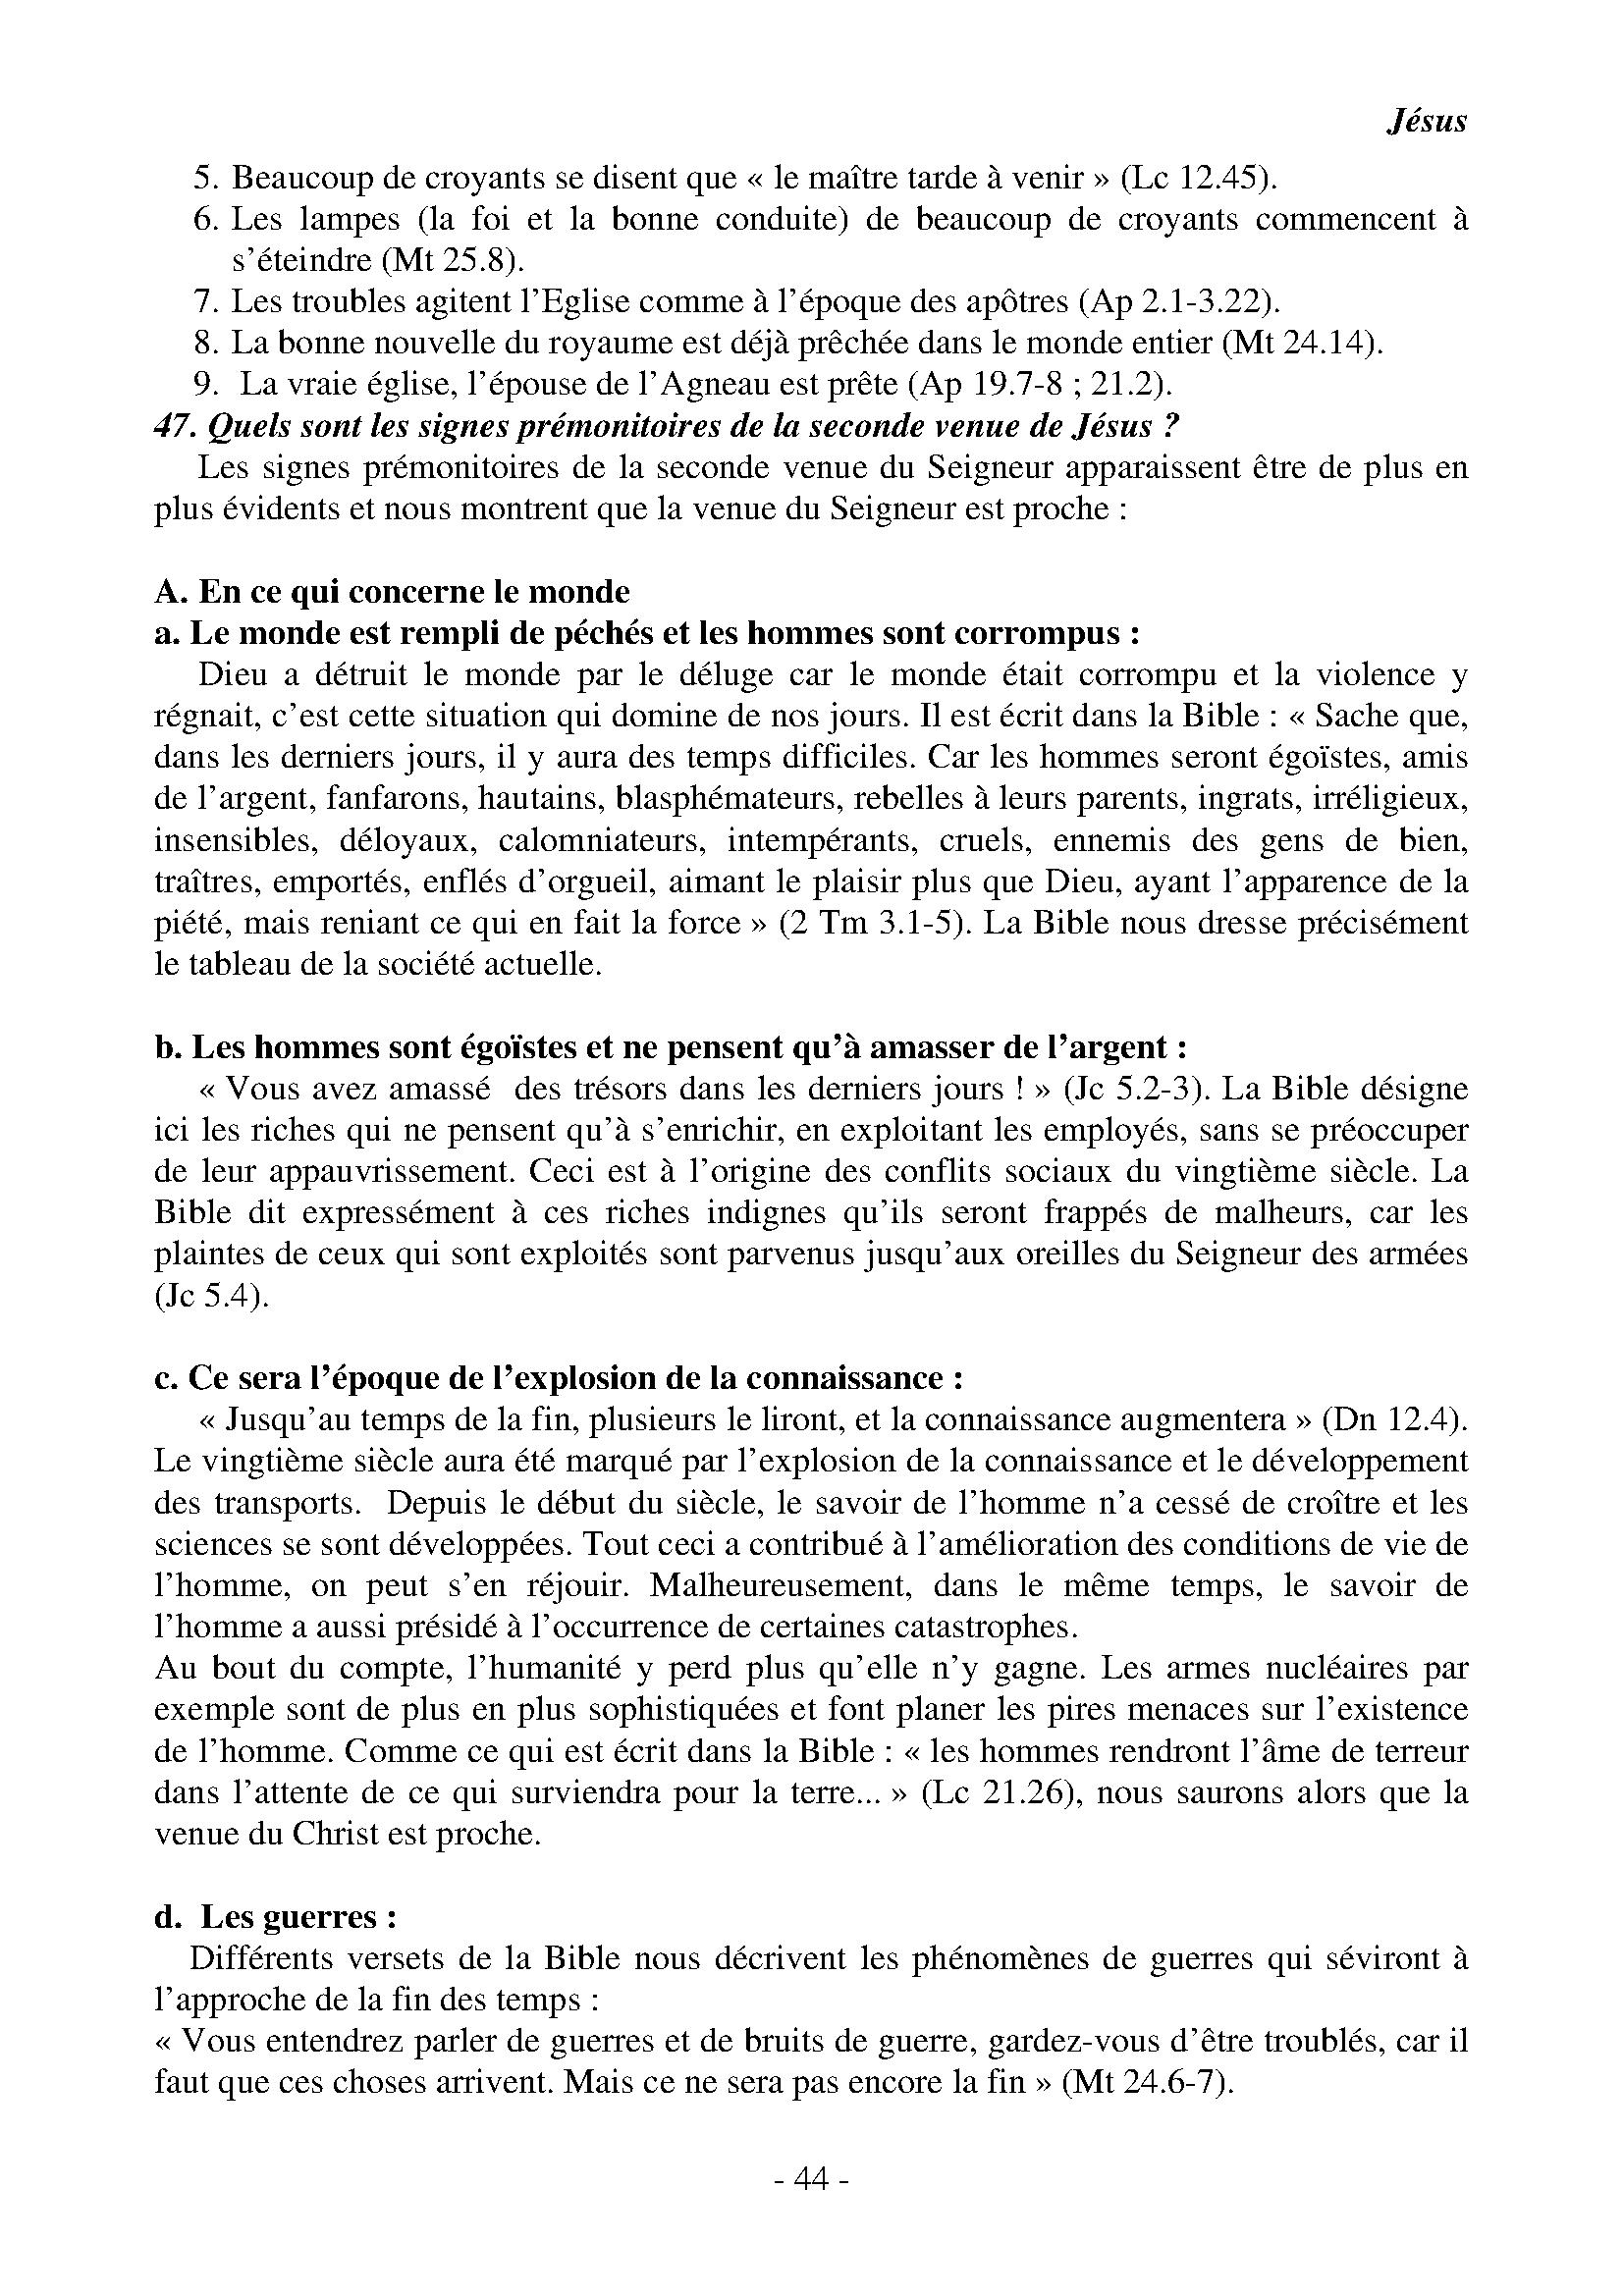 Jésus
5. Beaucoup de croyants se disent que « le maître tarde à venir » (Lc 12.45).
6. Les lampes (la foi et la bonne conduite) de beaucoup de croyants commencent à
s’éteindre (Mt 25.8).
7. Les troubles agitent l’Eglise comme à l’époque des apôtres (Ap 2.1-3.22).
8. La bonne nouvelle du royaume est déjà prêchée dans le monde entier (Mt 24.14).
9. La vraie église, l’épouse de l’Agneau est prête (Ap 19.7-8 ; 21.2).
47. Quels sont les signes prémonitoires de la seconde venue de Jésus ?
Les signes prémonitoires de la seconde venue du Seigneur apparaissent être de plus en
plus évidents et nous montrent que la venue du Seigneur est proche :
A. En ce qui concerne le monde
a. Le monde est rempli de péchés et les hommes sont corrompus :
Dieu a détruit le monde par le déluge car le monde était corrompu et la violence y
régnait, c’est cette situation qui domine de nos jours. Il est écrit dans la Bible : « Sache que,
dans les derniers jours, il y aura des temps difficiles. Car les hommes seront égoïstes, amis
de l’argent, fanfarons, hautains, blasphémateurs, rebelles à leurs parents, ingrats, irréligieux,
insensibles, déloyaux, calomniateurs, intempérants, cruels, ennemis des gens de bien,
traîtres, emportés, enflés d’orgueil, aimant le plaisir plus que Dieu, ayant l’apparence de la
piété, mais reniant ce qui en fait la force » (2 Tm 3.1-5). La Bible nous dresse précisément
le tableau de la société actuelle.
b. Les hommes sont égoïstes et ne pensent qu’à amasser de l’argent :
« Vous avez amassé des trésors dans les derniers jours ! » (Jc 5.2-3). La Bible désigne
ici les riches qui ne pensent qu’à s’enrichir, en exploitant les employés, sans se préoccuper
de leur appauvrissement. Ceci est à l’origine des conflits sociaux du vingtième siècle. La
Bible dit expressément à ces riches indignes qu’ils seront frappés de malheurs, car les
plaintes de ceux qui sont exploités sont parvenus jusqu’aux oreilles du Seigneur des armées
(Jc 5.4).
c. Ce sera l’époque de l’explosion de la connaissance :
« Jusqu’au temps de la fin, plusieurs le liront, et la connaissance augmentera » (Dn 12.4).
Le vingtième siècle aura été marqué par l’explosion de la connaissance et le développement
des transports. Depuis le début du siècle, le savoir de l’homme n’a cessé de croître et les
sciences se sont développées. Tout ceci a contribué à l’amélioration des conditions de vie de
l’homme, on peut s’en réjouir. Malheureusement, dans le même temps, le savoir de
l’homme a aussi présidé à l’occurrence de certaines catastrophes.
Au bout du compte, l’humanité y perd plus qu’elle n’y gagne. Les armes nucléaires par
exemple sont de plus en plus sophistiquées et font planer les pires menaces sur l’existence
de l’homme. Comme ce qui est écrit dans la Bible : « les hommes rendront l’âme de terreur
dans l’attente de ce qui surviendra pour la terre... » (Lc 21.26), nous saurons alors que la
venue du Christ est proche.
d. Les guerres :
Différents versets de la Bible nous décrivent les phénomènes de guerres qui séviront à
l’approche de la fin des temps :
« Vous entendrez parler de guerres et de bruits de guerre, gardez-vous d’être troublés, car il
faut que ces choses arrivent. Mais ce ne sera pas encore la fin » (Mt 24.6-7).
- 44 -